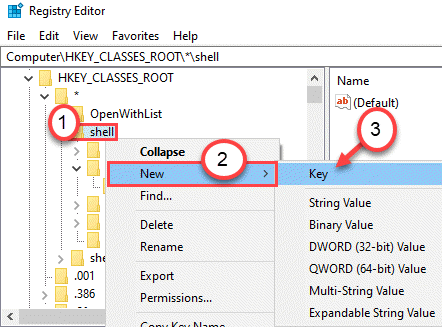 Registry Editor
File Edit View Favorites Help
Computer\HKEY_CLASSES_ROOT\*\shell
HKEY_CLASSES_ROOT
*
OpenWithList
1
shell
Collapse
New
2
Find...
Delete
Rename
Export
Permissions...
Copy Key Name
she
.001
.386
Name
ab (Default)
3
Key
String Value
Binary Value
DWORD (32-bit) Value
QWORD (64-bit) Value
Multi-String Value
Expandable String Value